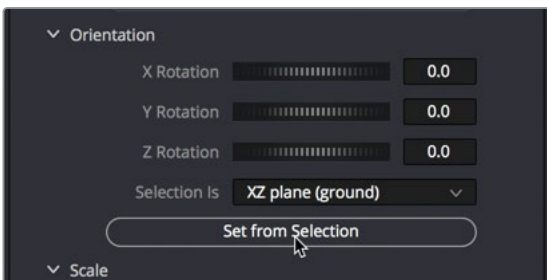 Orientation
X Rotation 0.0
Y Rotation 0.0
Z Rotation 0.0
Selection Is XZ plane (ground)
Set from Selection
Scale